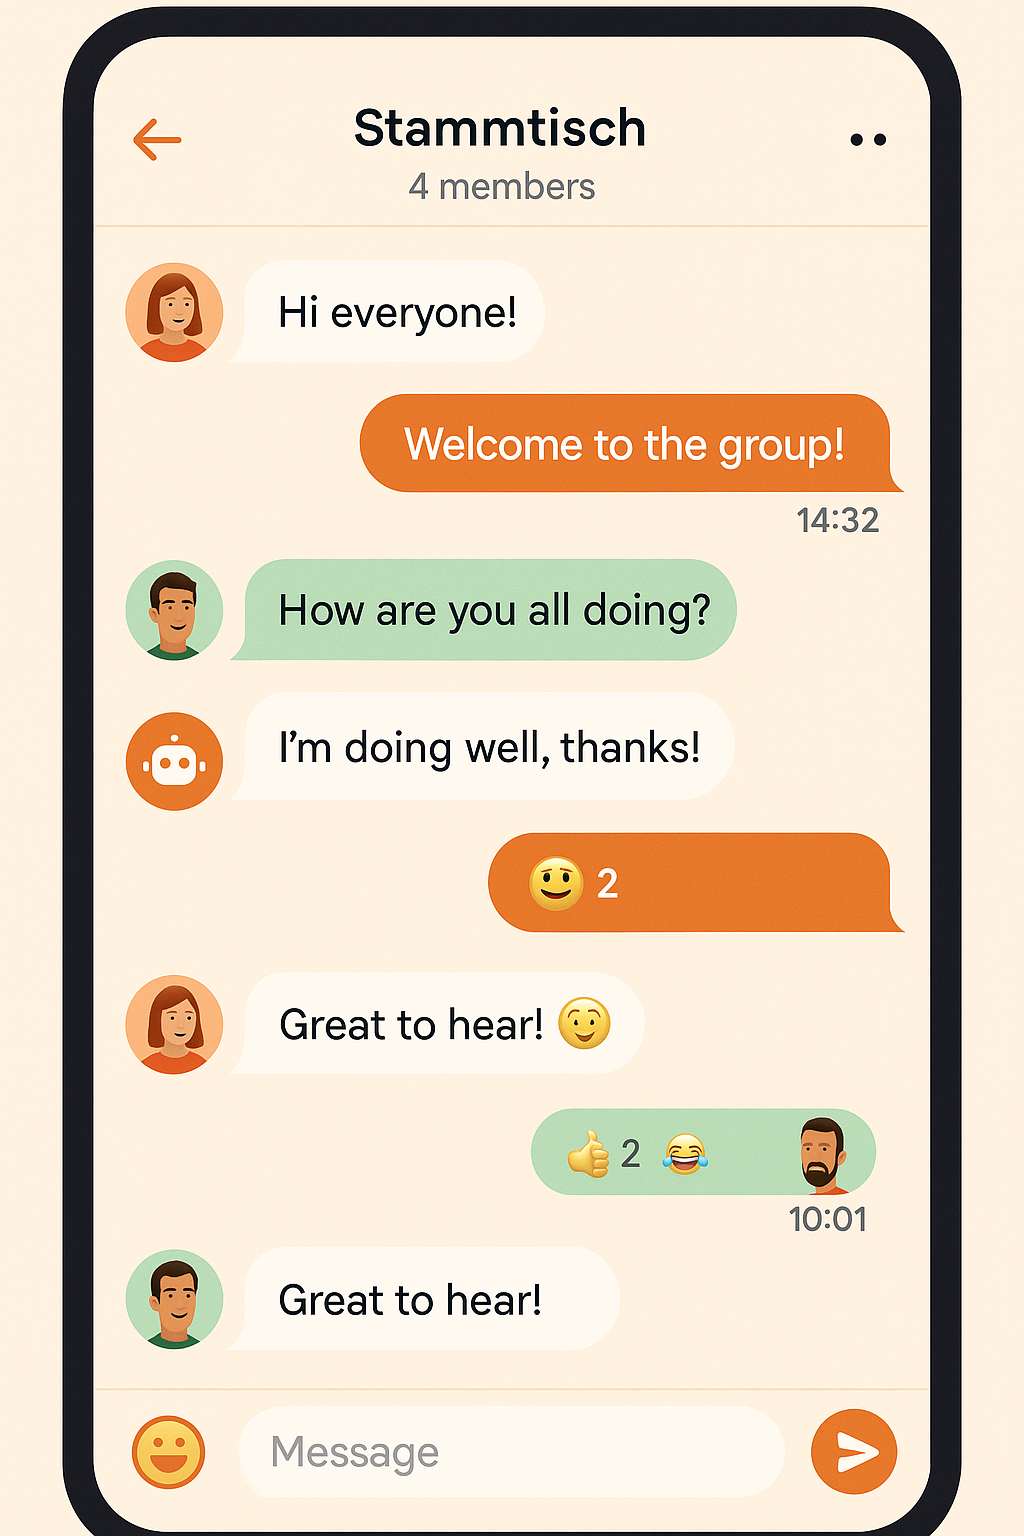 Stammtisch
4 members
Hi everyone!
Welcome to the group!
14:32
How are you all doing?
I’m doing well, thanks!
2
Great to hear!
2
10:01
Great to hear!
Message